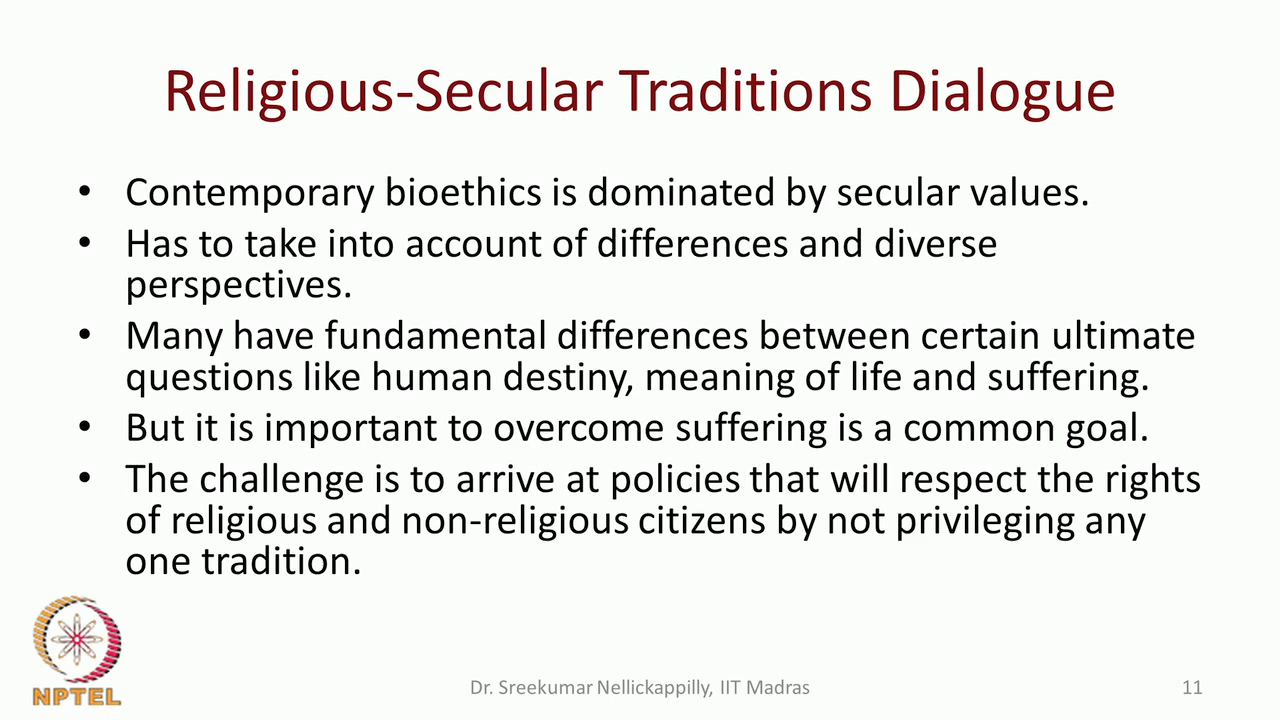 Religious-Secular Traditions Dialogue
• Contemporary bioethics is dominated by secular values.
• Has to take into account of differences and diverse
perspectives.
• Many have fundamental differences between certain ultimate
questions like human destiny, meaning of life and suffering.
• But it is important to overcome suffering is a common goal.
• The challenge is to arrive at policies that will respect the rights
of religious and non-religious citizens by not privileging any
one tradition.
NPTEL
Dr. Sreekumar Nellickappilly, IIT Madras
11